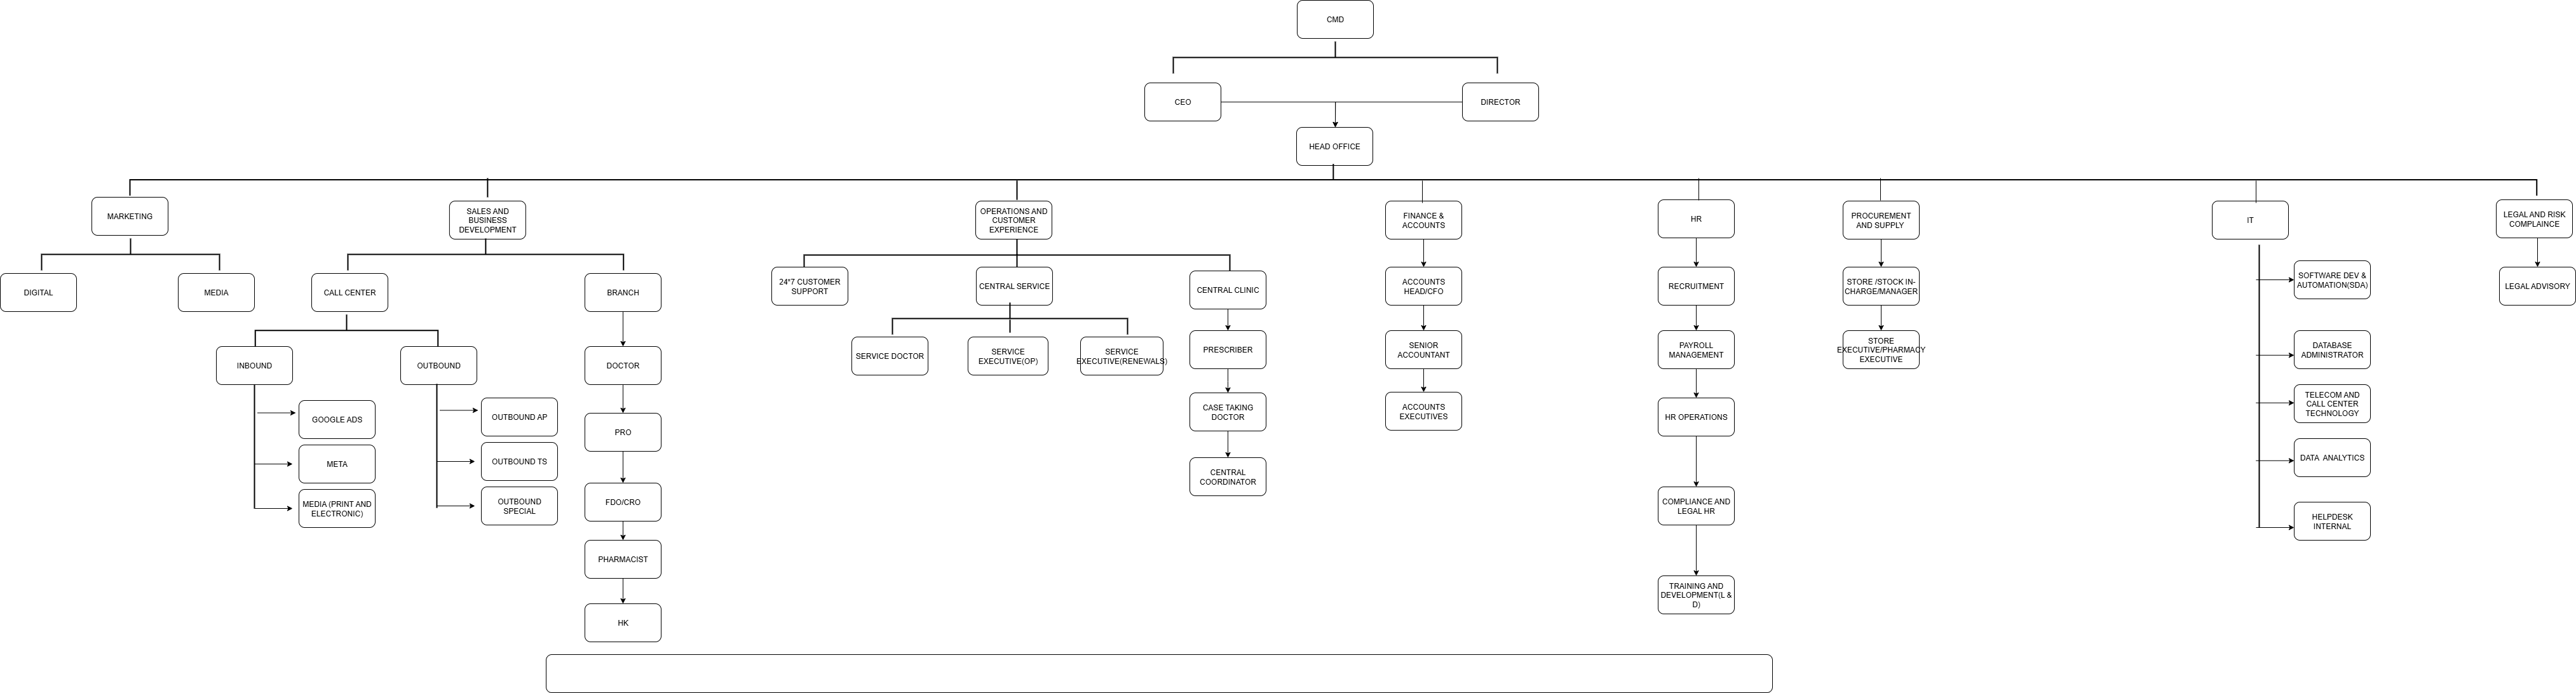 CMD
CEO
DIRECTOR
HEAD OFFICE
MARKETING
SALES AND
BUSINESS
DEVELOPMENT
OPERATIONS AND
CUSTOMER
EXPERIENCE
FINANCE &
ACCOUNTS
HR
PROCUREMENT
AND SUPPLY
IT
LEGAL AND RISK
COMPLAINCE
DIGITAL
MEDIA
CALL CENTER
BRANCH
24*7 CUSTOMER
SUPPORT
CENTRAL SERVICE
CENTRAL CLINIC
ACCOUNTS
HEAD/CFO
RECRUITMENT
STORE /STOCK IN-
CHARGE/MANAGER
SOFTWARE DEV &
AUTOMATION(SDA)
LEGAL ADVISORY
INBOUND
OUTBOUND
DOCTOR
SERVICE DOCTOR
SERVICE
EXECUTIVE(OP)
SERVICE
EXECUTIVE(RENEWALS)
PRESCRIBER
SENIOR
ACCOUNTANT
PAYROLL
MANAGEMENT
STORE
EXECUTIVE/PHARMACY
EXECUTIVE
DATABASE
ADMINISTRATOR
GOOGLE ADS
OUTBOUND AP
PRO
CASE TAKING
DOCTOR
ACCOUNTS
EXECUTIVES
HR OPERATIONS
TELECOM AND
CALL CENTER
TECHNOLOGY
META
OUTBOUND TS
CENTRAL
COORDINATOR
DATA  ANALYTICS
MEDIA (PRINT AND
ELECTRONIC)
OUTBOUND
SPECIAL
FDO/CRO
COMPLIANCE AND
LEGAL HR
HELPDESK
INTERNAL
PHARMACIST
TRAINING AND
DEVELOPMENT(L &
D)
HK